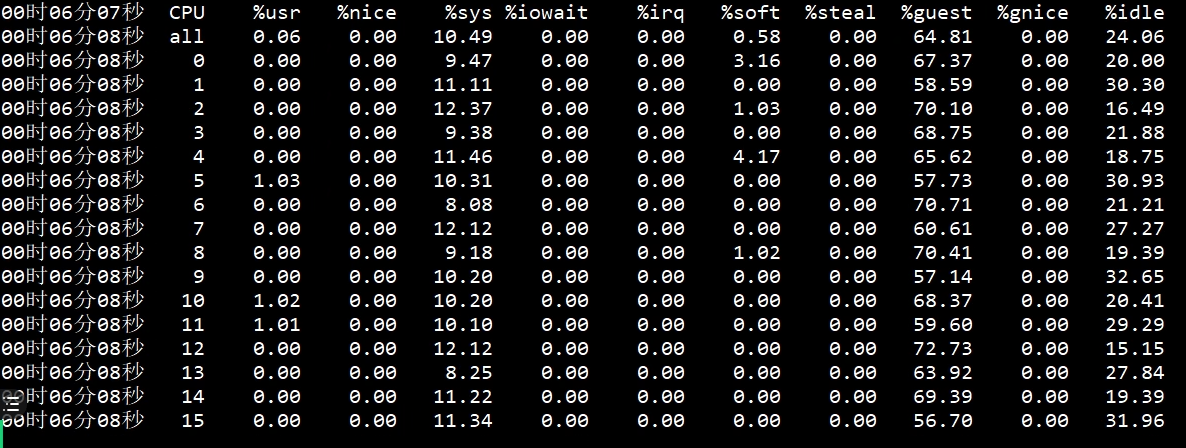 00时06分07秒 CPU %usr %nice %sys %iowait %irq %soft %steal %guest %gnice %idle
00时06分08秒 all 0.06 0.00 10.49 0.00 0.00 0.58 0.00 64.81 0.00 24.06
00时06分08秒 0 0.00 0.00 9.47 0.00 0.00 3.16 0.00 67.37 0.00 20.00
00时06分08秒 1 0.00 0.00 11.11 0.00 0.00 0.00 0.00 58.59 0.00 30.30
00时06分08秒 2 0.00 0.00 12.37 0.00 0.00 1.03 0.00 70.10 0.00 16.49
00时06分08秒 3 0.00 0.00 9.38 0.00 0.00 0.00 0.00 68.75 0.00 21.88
00时06分08秒 4 0.00 0.00 11.46 0.00 0.00 4.17 0.00 65.62 0.00 18.75
00时06分08秒 5 1.03 0.00 10.31 0.00 0.00 0.00 0.00 57.73 0.00 30.93
00时06分08秒 6 0.00 0.00 8.08 0.00 0.00 0.00 0.00 70.71 0.00 21.21
00时06分08秒 7 0.00 0.00 12.12 0.00 0.00 0.00 0.00 60.61 0.00 27.27
00时06分08秒 8 0.00 0.00 9.18 0.00 0.00 1.02 0.00 70.41 0.00 19.39
00时06分08秒 9 0.00 0.00 10.20 0.00 0.00 0.00 0.00 57.14 0.00 32.65
00时06分08秒 10 1.02 0.00 10.20 0.00 0.00 0.00 0.00 68.37 0.00 20.41
00时06分08秒 11 1.01 0.00 10.10 0.00 0.00 0.00 0.00 59.60 0.00 29.29
00时06分08秒 12 0.00 0.00 12.12 0.00 0.00 0.00 0.00 72.73 0.00 15.15
00时06分08秒 13 0.00 0.00 8.25 0.00 0.00 0.00 0.00 63.92 0.00 27.84
00时06分08秒 14 0.00 0.00 11.22 0.00 0.00 0.00 0.00 69.39 0.00 19.39
00时06分08秒 15 0.00 0.00 11.34 0.00 0.00 0.00 0.00 56.70 0.00 31.96